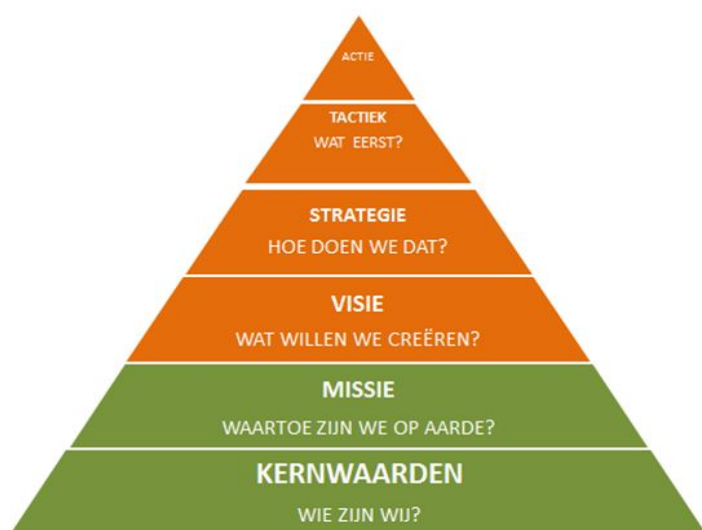 ACTIE
TACTIEK
WAT EERST?
STRATEGIE
HOE DOEN WE DAT?
VISIE
WAT WILLEN WE CREËREN?
MISSIE
WAARTOE ZIJN WE OP AARDE?
KERNWAARDEN
WIE ZIJN WIJ?